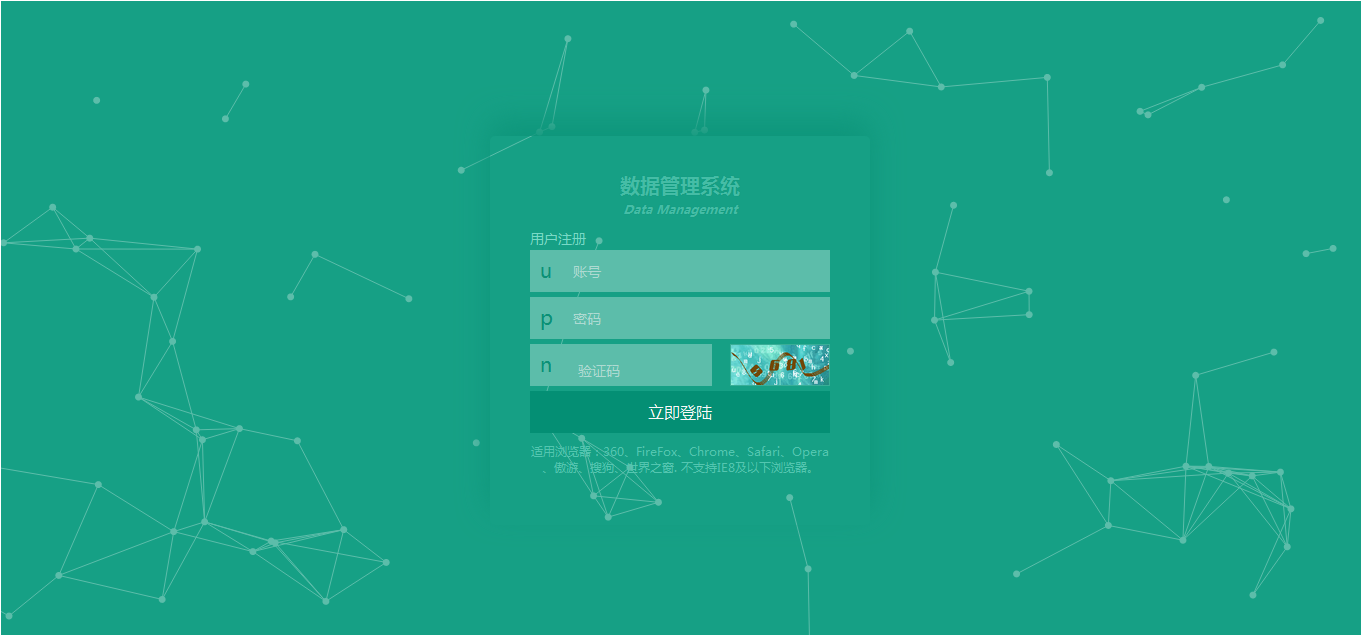 数据管理系统
Data Management
用户注册
u 账号
p 密码
n 验证码
立即登陆
适用浏览器：360、FireFox、Chrome、Safari、Opera
、傲游、搜狗、世界之窗. 不支持IE8及以下浏览器。